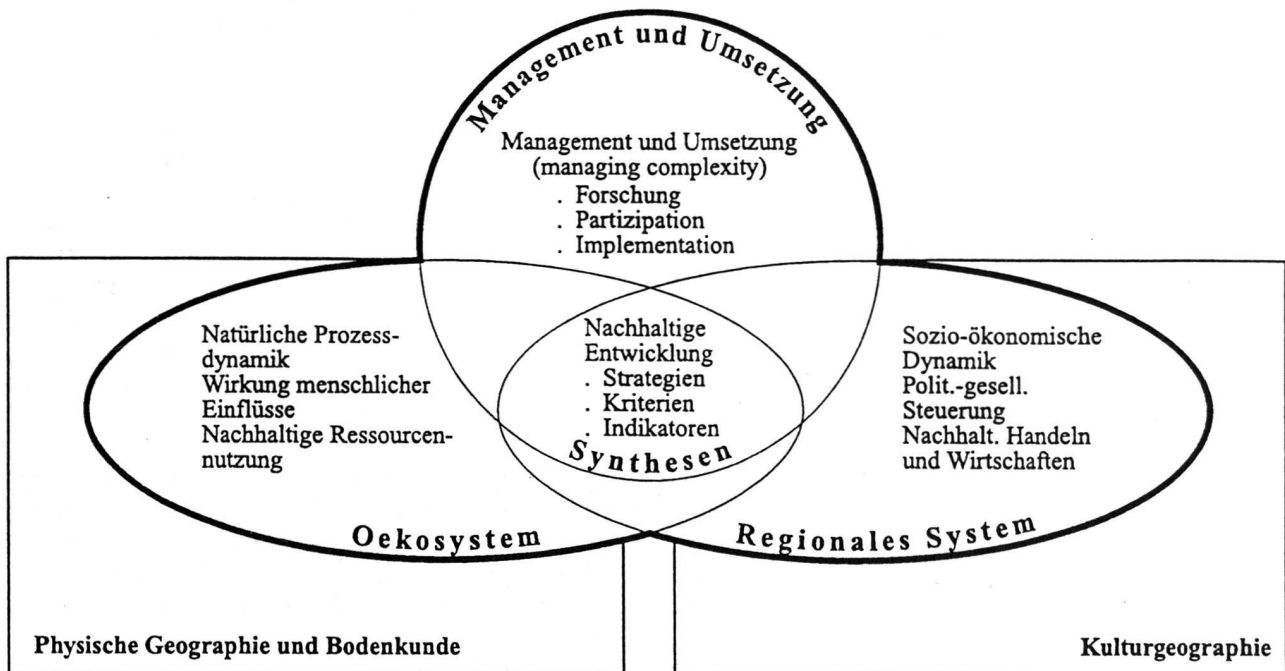 Management und Umsetzung
Management und Umsetzung
(managing complexity)
. Forschung
. Partizipation
. Implementation
Natürliche Prozess-
dynamik
Wirkung menschlicher
Einflüsse
Nachhaltige Ressourcen-
nutzung
Nachhaltige
Entwicklung
. Strategien
. Kriterien
. Indikatoren
Synthesen
Sozio-ökonomische
Dynamik
Polit.-gesell.
Steuerung
Nachhalt. Handeln
und Wirtschaften
Oekosystem
Regionales System
Physische Geographie und Bodenkunde
Kulturgeographie